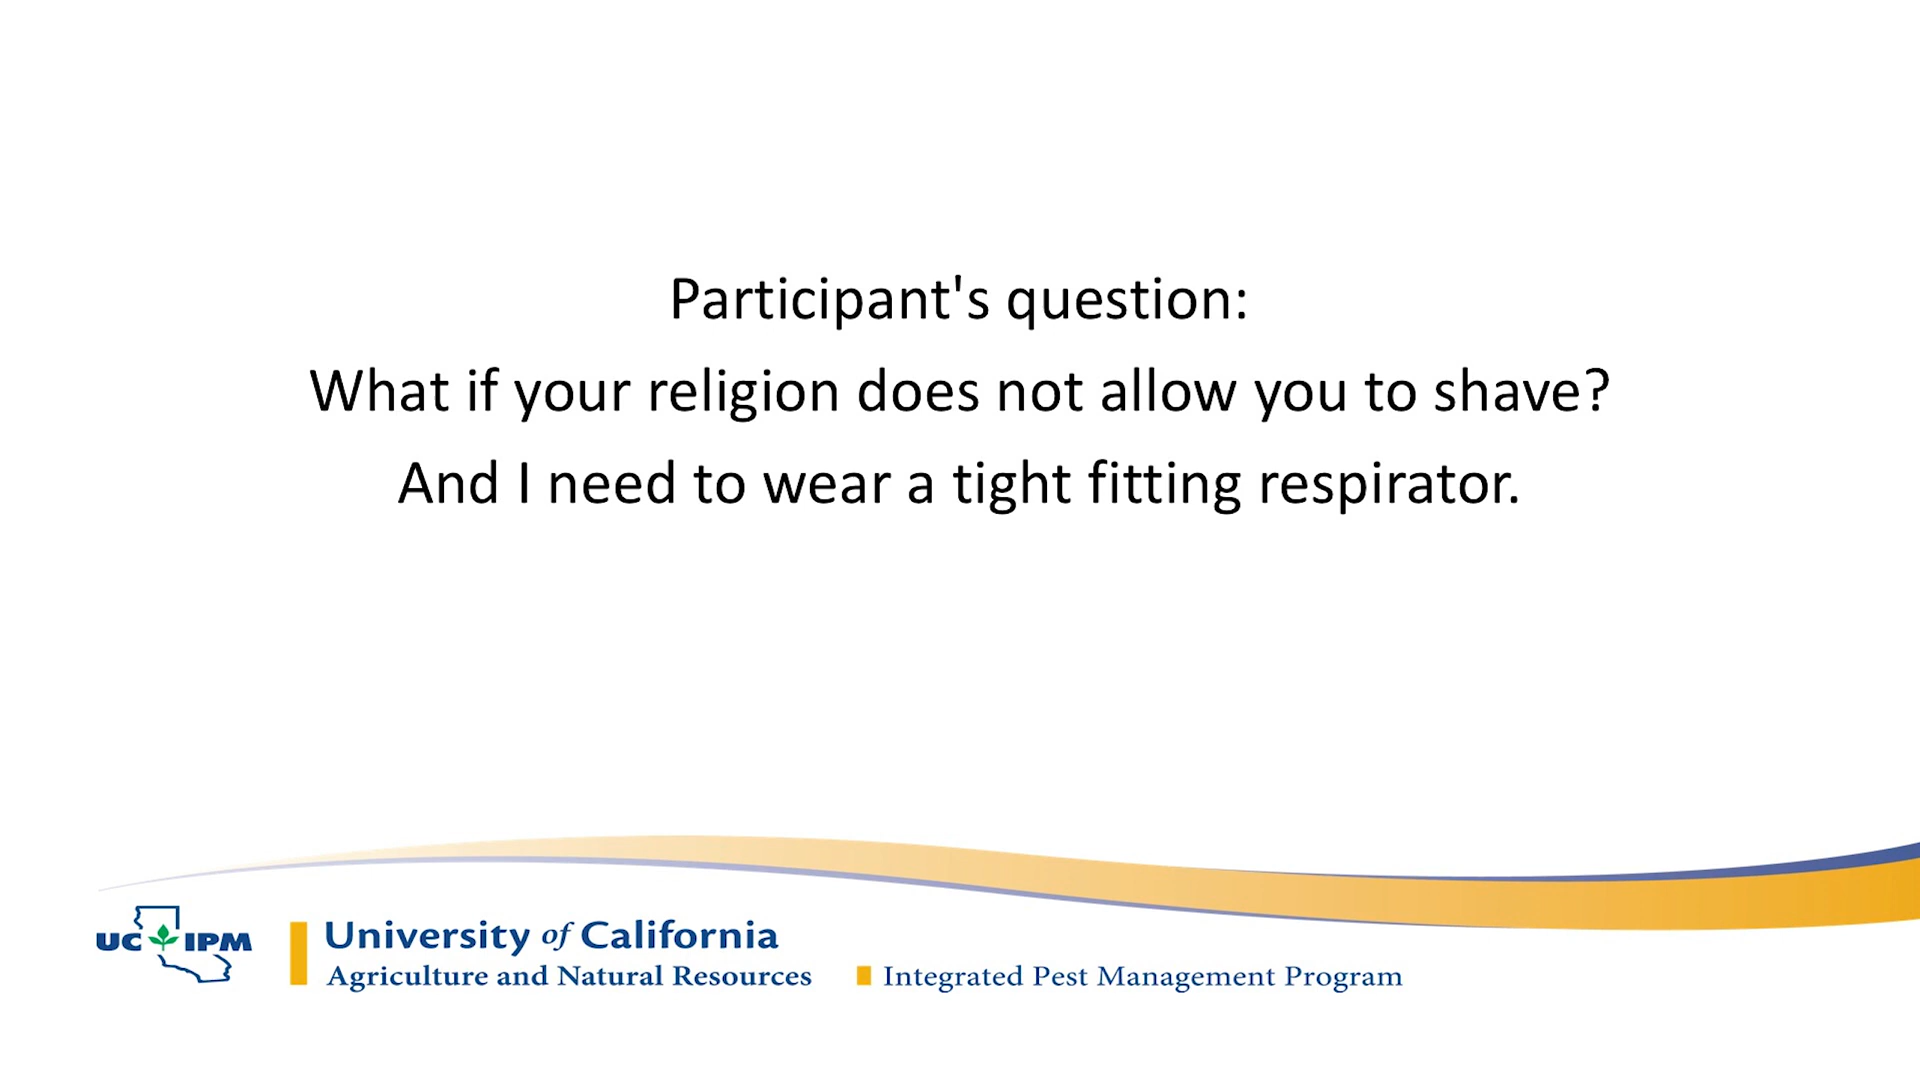 Participant's question:
What if your religion does not allow you to shave?
And I need to wear a tight fitting respirator.
UC IPM
University of California
Agriculture and Natural Resources
Integrated Pest Management Program